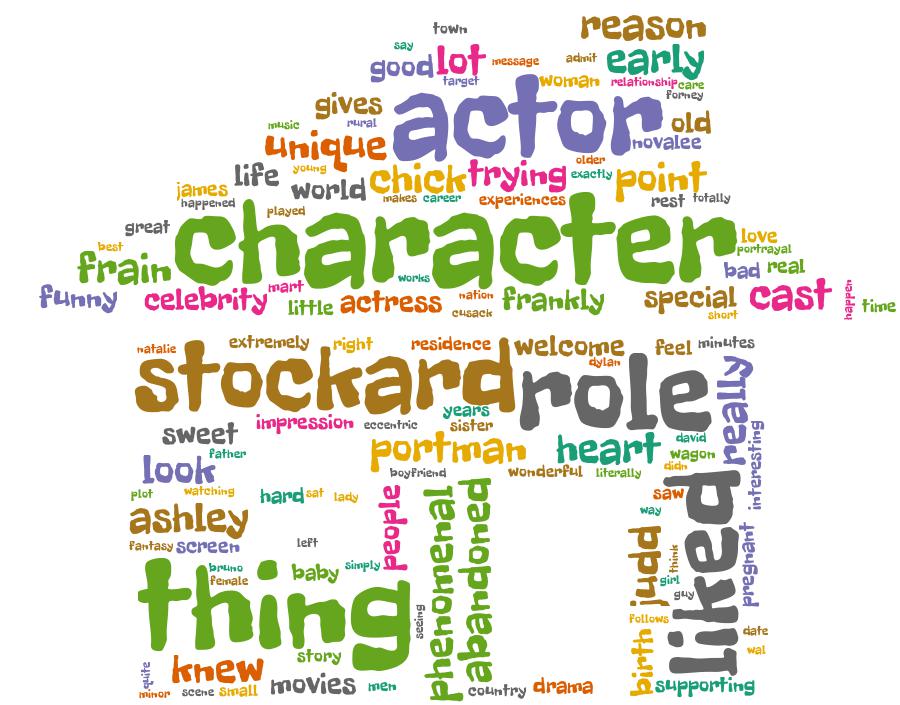 town
reason
say
good
lot
message
admit
early
target
woman
relationship
care
gives
actor
forney
music
rural
unique
old
novalee
older
life
young
world
chick
trying
exactly
point
james
happened
makes
career
experiences
rest
totally
great
played
character
love
best
portrayal
frain
works
bad
real
funny
celebrity
mart
little
actress
nation
cusack
frankly
special
short
cast
happen
time
natalie
extremely
right
residence
welcome
feel
minutes
stockard
dylan
role
really
impression
eccentric
years
sister
sweet
father
portman
heart
david
wagon
interesting
look
boyfriend
wonderful
literally
didn
plot
watching
hard
sat
lady
people
phenomenal
abandoned
saw
way
liked
ashley
fantasy
screen
left
judd
think
pregnant
bruno
female
baby
simply
girl
guy
thing
seeing
follows
birth
date
story
wal
quite
knew
minor
scene
small
movies
men
country
drama
supporting